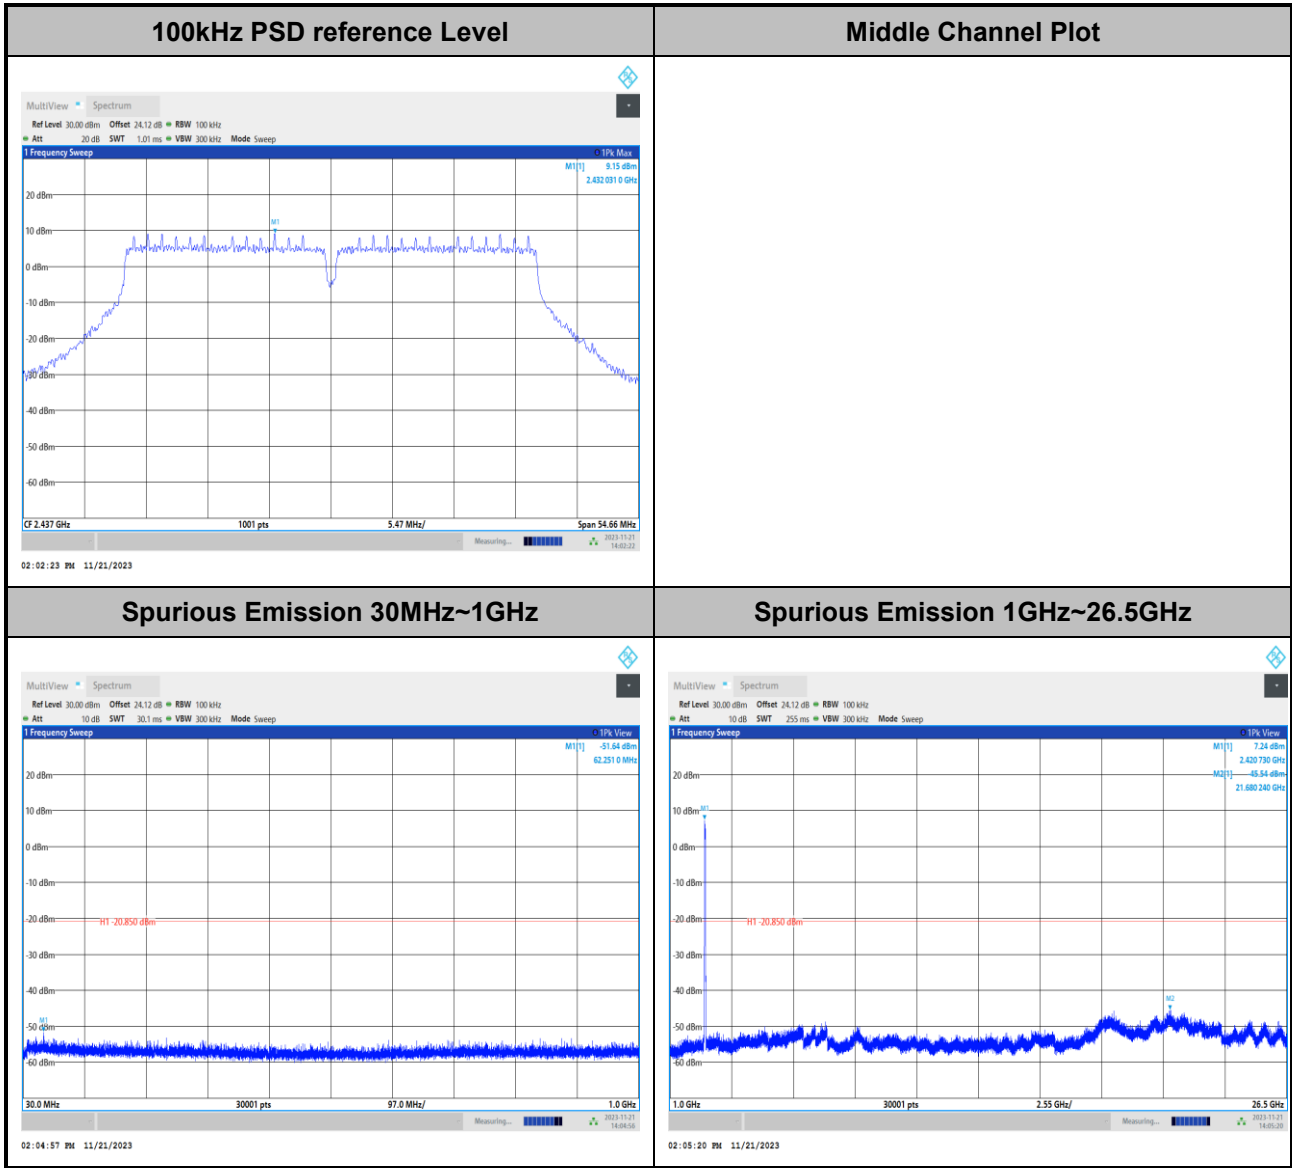 100kHz PSD reference Level
Middle Channel Plot
MultiView Spectrum
Ref Level 30.00 dBm Offset 24.12 dB RBW 100 kHz
Att 20 dB SWT 1.01 ms VBW 300 kHz Mode Sweep
1 Frequency Sweep 1Pk Max
M1[1] 9.15 dBm
2.432 031 0 GHz
20 dBm
M1
10 dBm
0 dBm
-10 dBm
-20 dBm
-30 dBm
-40 dBm
-50 dBm
-60 dBm
CF 2.437 GHz 1001 pts 5.47 MHz/ Span 54.66 MHz
Measuring... 2023-11-21
14:02:22
02:02:23 PM 11/21/2023
Spurious Emission 30MHz~1GHz
Spurious Emission 1GHz~26.5GHz
MultiView Spectrum
Ref Level 30.00 dBm Offset 24.12 dB RBW 100 kHz
Att 10 dB SWT 30.1 ms VBW 300 kHz Mode Sweep
1 Frequency Sweep 1Pk View
M1[1] -51.64 dBm
62.251 0 MHz
20 dBm
10 dBm
0 dBm
-10 dBm
-20 dBm
H1 -20.850 dBm
-30 dBm
-40 dBm
M1
-50 dBm
-60 dBm
30.0 MHz 30001 pts 97.0 MHz/ 1.0 GHz
Measuring... 2023-11-21
14:04:56
02:04:57 PM 11/21/2023
MultiView Spectrum
Ref Level 30.00 dBm Offset 24.12 dB RBW 100 kHz
Att 10 dB SWT 255 ms VBW 300 kHz Mode Sweep
1 Frequency Sweep 1Pk View
M1[1] 7.24 dBm
2.420 730 GHz
M2[1] -45.54 dBm
21.680 240 GHz
20 dBm
10 dBm
M1
0 dBm
-10 dBm
-20 dBm
H1 -20.850 dBm
-30 dBm
-40 dBm
M2
-50 dBm
-60 dBm
1.0 GHz 30001 pts 2.55 GHz/ 26.5 GHz
Measuring... 2023-11-21
14:05:20
02:05:20 PM 11/21/2023